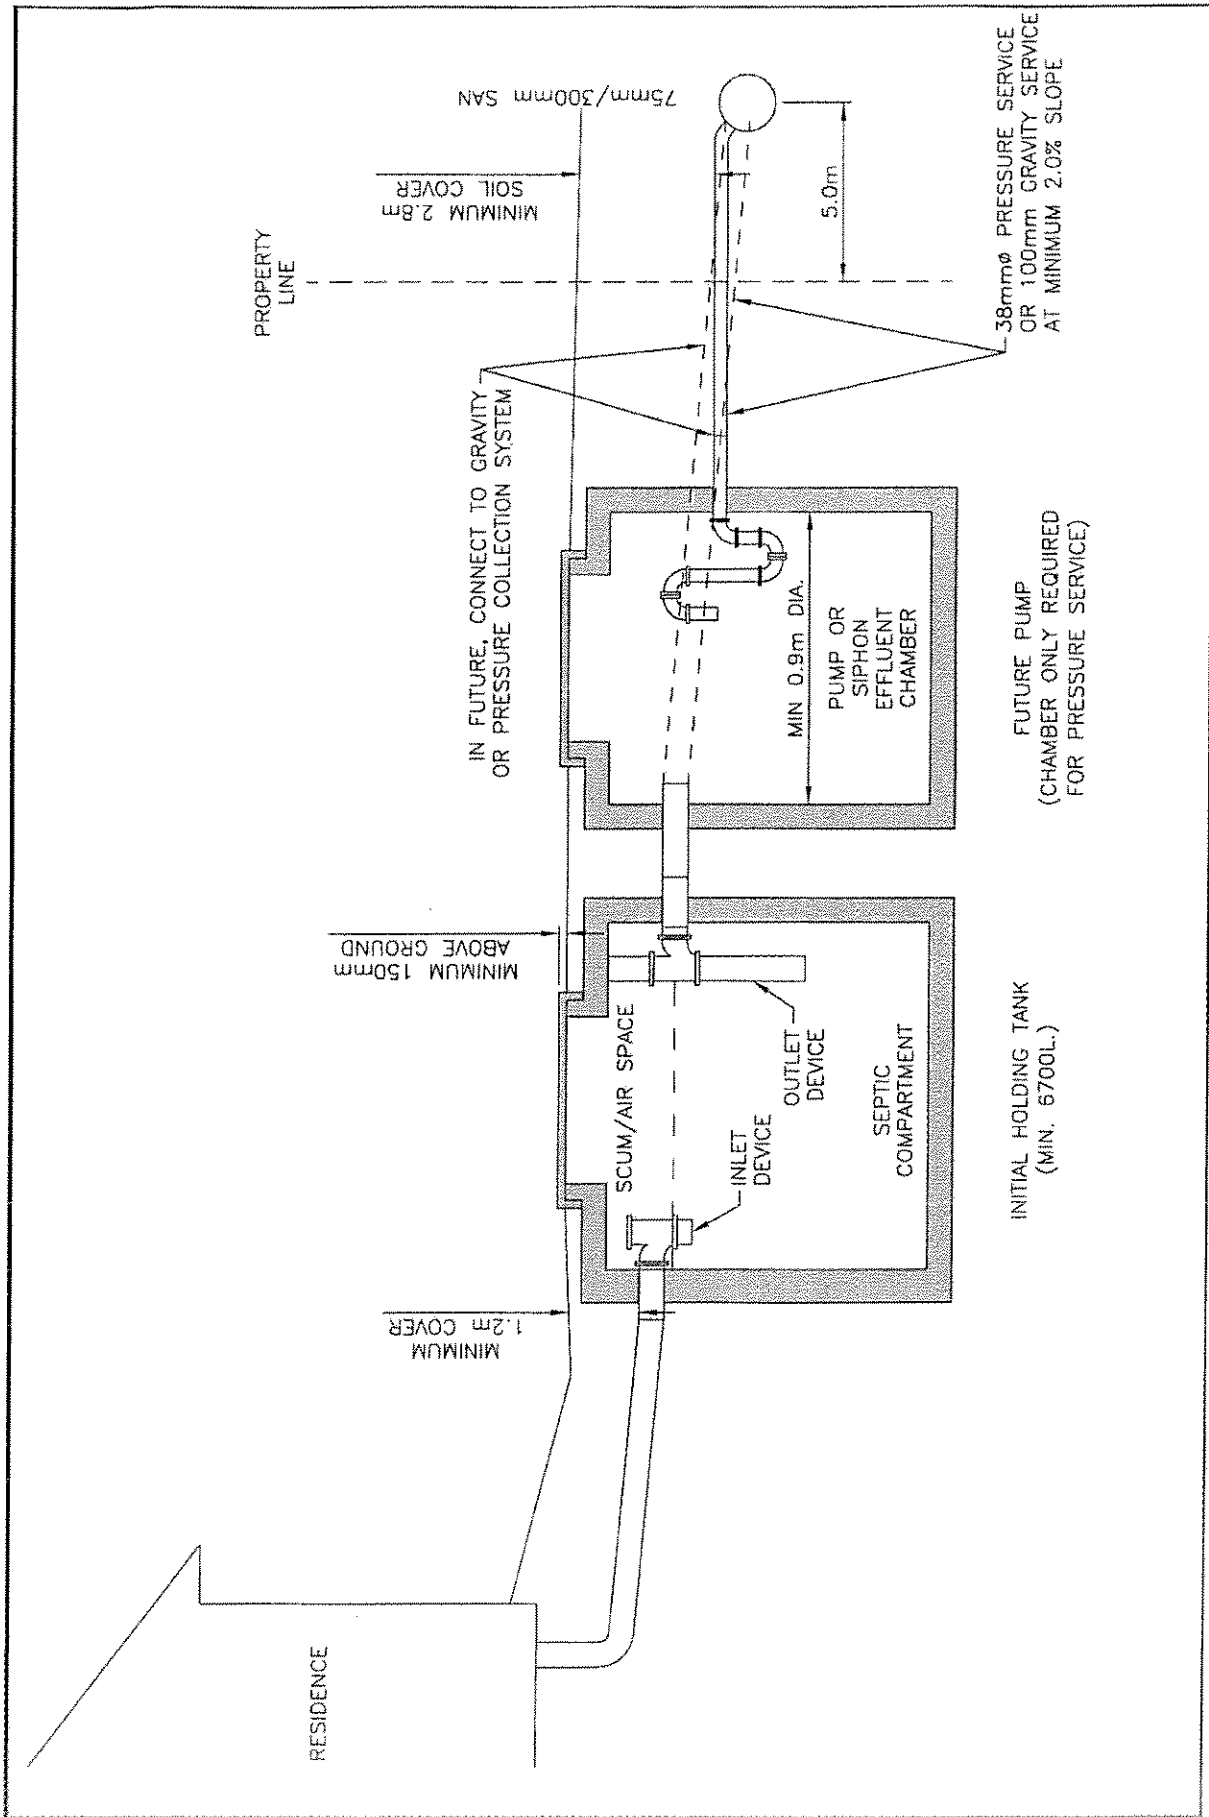 RESIDENCE
MINIMUM
1.2m COVER
MINIMUM 150mm
ABOVE GROUND
PROPERTY
LINE
MINIMUM 2.8m
SOIL COVER
75mm/300mm SAN
IN FUTURE, CONNECT TO GRAVITY
OR PRESSURE COLLECTION SYSTEM
SCUM/AIR SPACE
INLET
DEVICE
OUTLET
DEVICE
SEPTIC
COMPARTMENT
MIN 0.9m DIA.
PUMP OR
SIPHON
EFFLUENT
CHAMBER
5.0m
38mmø PRESSURE SERVICE
OR 100mm GRAVITY SERVICE
AT MINIMUM 2.0% SLOPE
INITIAL HOLDING TANK
(MIN. 6700L.)
FUTURE PUMP
(CHAMBER ONLY REQUIRED
FOR PRESSURE SERVICE)